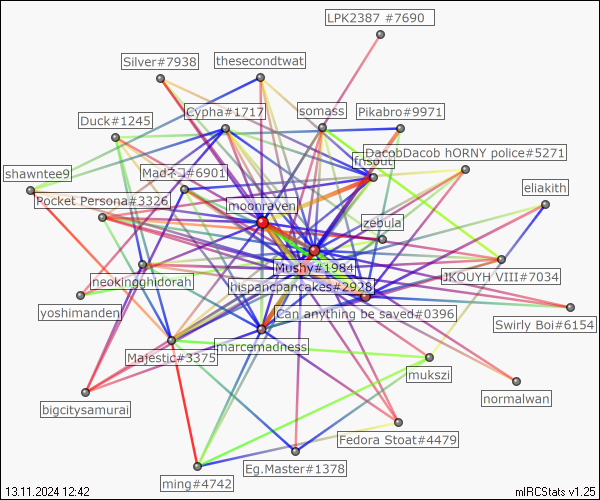 LPK2387 #7690
Silver#7938
thesecondtwat
Cypha#1717
somass
Pikabro#9971
Duck#1245
frisout
DacobDacob hORNY police#5271
shawntee9
Madネコ#6901
eliakith
Pocket Persona#3326
moonraven
zebula
Mushy#1984
JKOUYH VIII#7034
neokingghidorah
hispancpancakes#2928
yoshimanden
Can anything be saved#0396
Swirly Boi#6154
Majestic#3375
marcemadness
mukszi
bigcitysamurai
normalwan
Fedora Stoat#4479
ming#4742
Eg.Master#1378
13.11.2024 12:42
mIRCStats v1.25